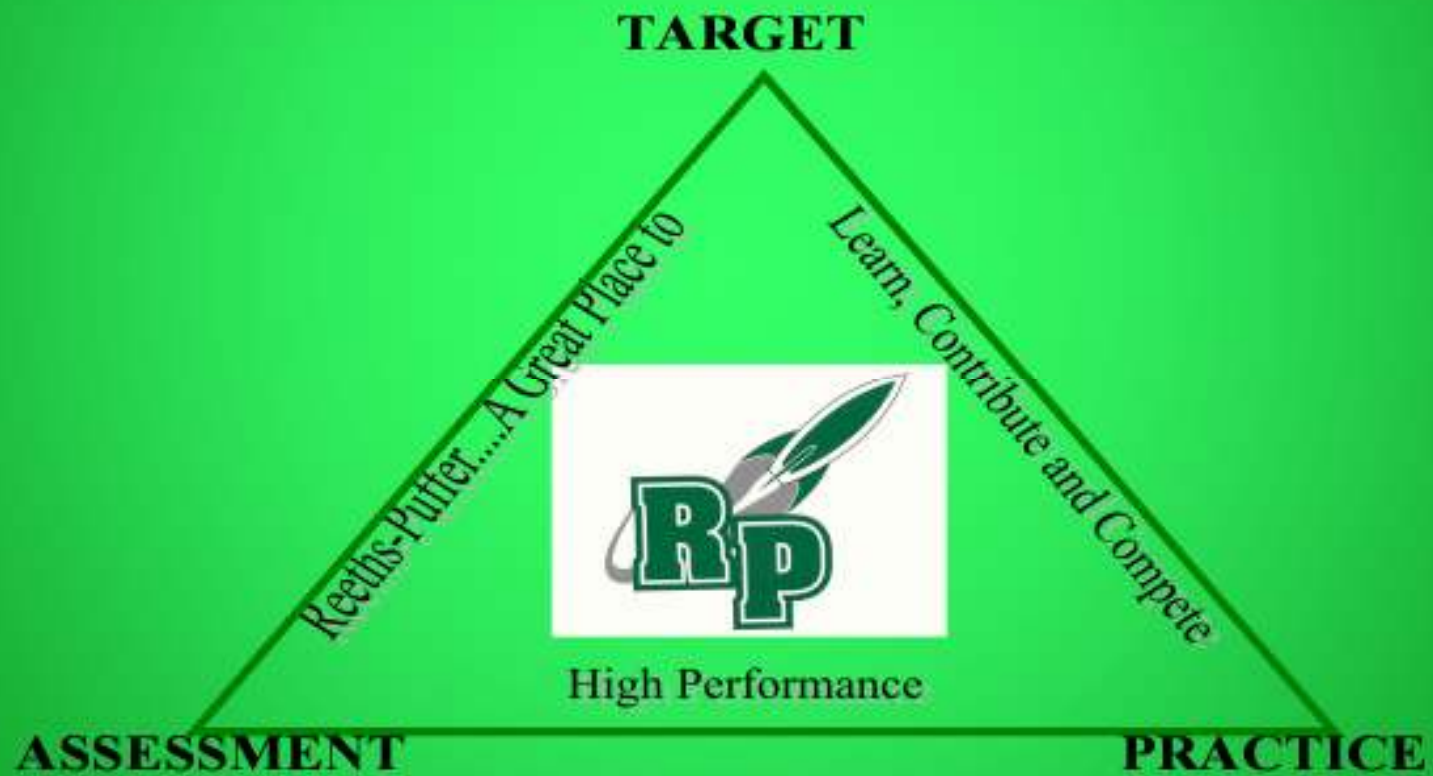 TARGET
Reeths-Puffer....A Great Place to
Learn, Contribute and Compete
RP
High Performance
ASSESSMENT
PRACTICE